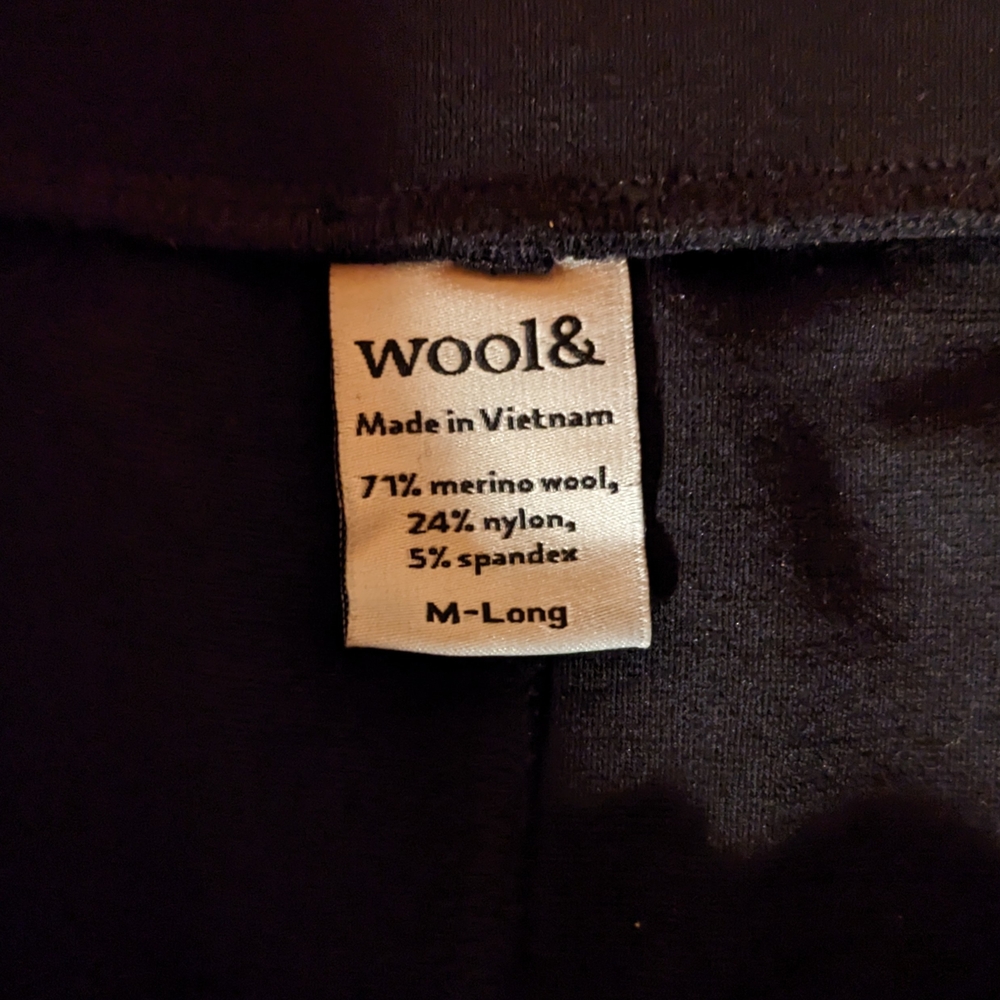 wool&
Made in Vietnam
71% merino wool,
24% nylon,
5% spandex
M-Long